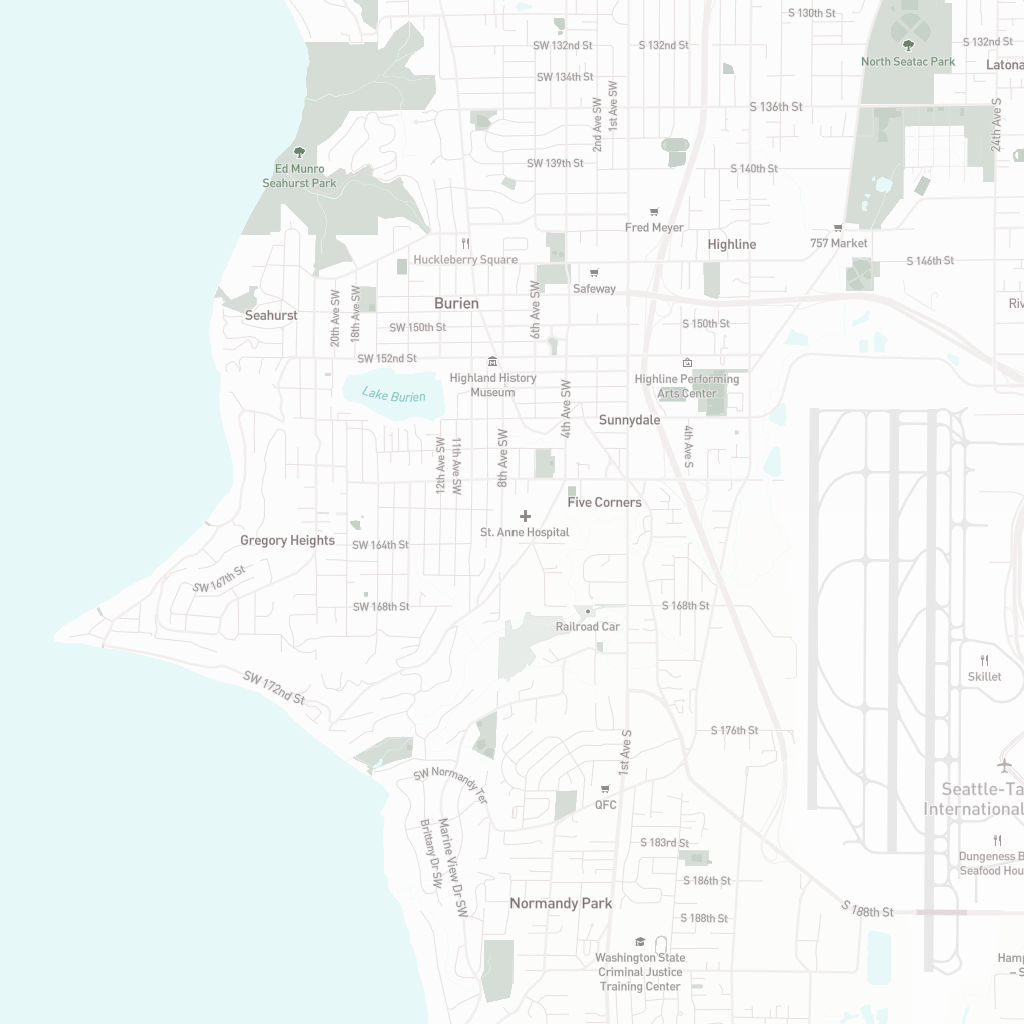 S 130th St
SW 132nd St
S 132nd St
S 132nd St
North Seatac Park
Latona
SW 134th St
2nd Ave SW
1st Ave SW
S 136th St
24th Ave S
SW 139th St
S 140th St
Ed Munro
Seahurst Park
Fred Meyer
Highline
757 Market
Huckleberry Square
Safeway
S 146th St
20th Ave SW
18th Ave SW
Burien
6th Ave SW
Seahurst
SW 150th St
S 150th St
Riv
SW 152nd St
Highland History
Museum
Highline Performing
Arts Center
Lake Burien
4th Ave SW
Sunnydale
4th Ave S
12th Ave SW
11th Ave SW
8th Ave SW
Five Corners
St. Anne Hospital
Gregory Heights
SW 164th St
SW 167th St
SW 168th St
S 168th St
Railroad Car
Skillet
SW 172nd St
S 176th St
1st Ave S
SW Normandy Ter
QFC
Seattle-Ta
International
Marine View Dr SW
Brittany Dr SW
S 183rd St
Dungeness B
Seafood Hou
S 186th St
Normandy Park
S 188th St
S 188th St
Washington State
Criminal Justice
Training Center
Hamp
– S